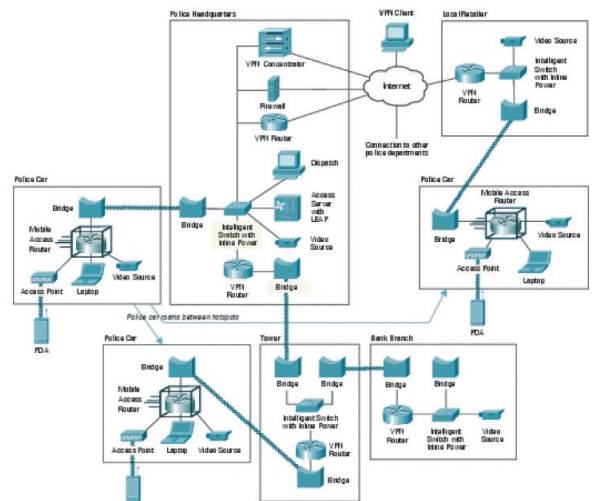 Police Headquarters
VPN Client
Local Retailer
Video Source
VPN Concentrator
Intelligent
Switch
with Inline
Power
Internet
VPN
Router
Firewall
Bridge
VPN Router
Connection to other
police departments
Dispatch
Police Car
Bridge
Mobile
Access
Router
Access Point
Laptop
Video Source
PDA
Bridge
Intelligent
Switch with
Inline Power
Access
Server
with
LEAP
Video
Source
VPN
Router
Bridge
Police Car
Mobile Access
Router
Bridge
Video Source
Access Point
Laptop
PDA
Police car roams between hotspots
Police Car
Bridge
Mobile
Access
Router
Access Point
Laptop
Video Source
Tower
Bridge
Bridge
Intelligent Switch
with Inline Power
VPN
Router
Bridge
Bank Branch
Bridge
Bridge
VPN
Router
Intelligent
Switch with
Inline Power
Video
Source